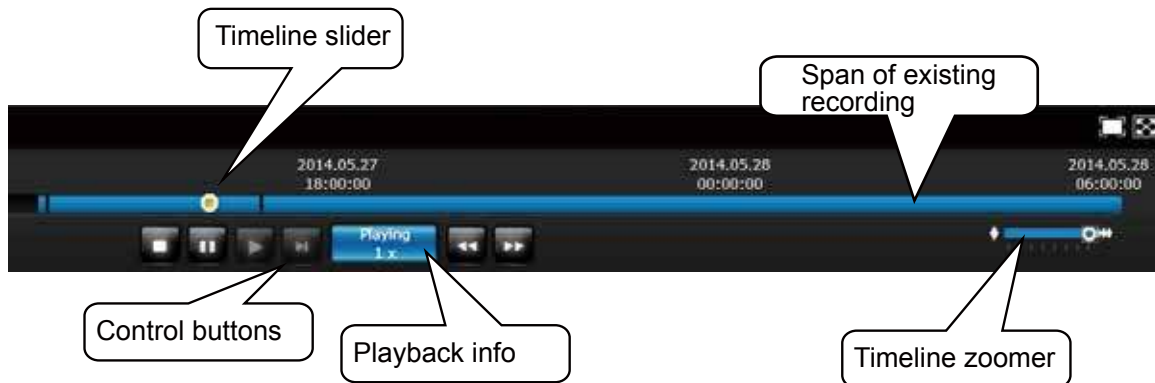 Timeline slider
Span of existing
recording
2014.05.27
18:00:00
2014.05.28
00:00:00
2014.05.28
06:00:00
Playing
1 x
Control buttons
Playback info
Timeline zoomer